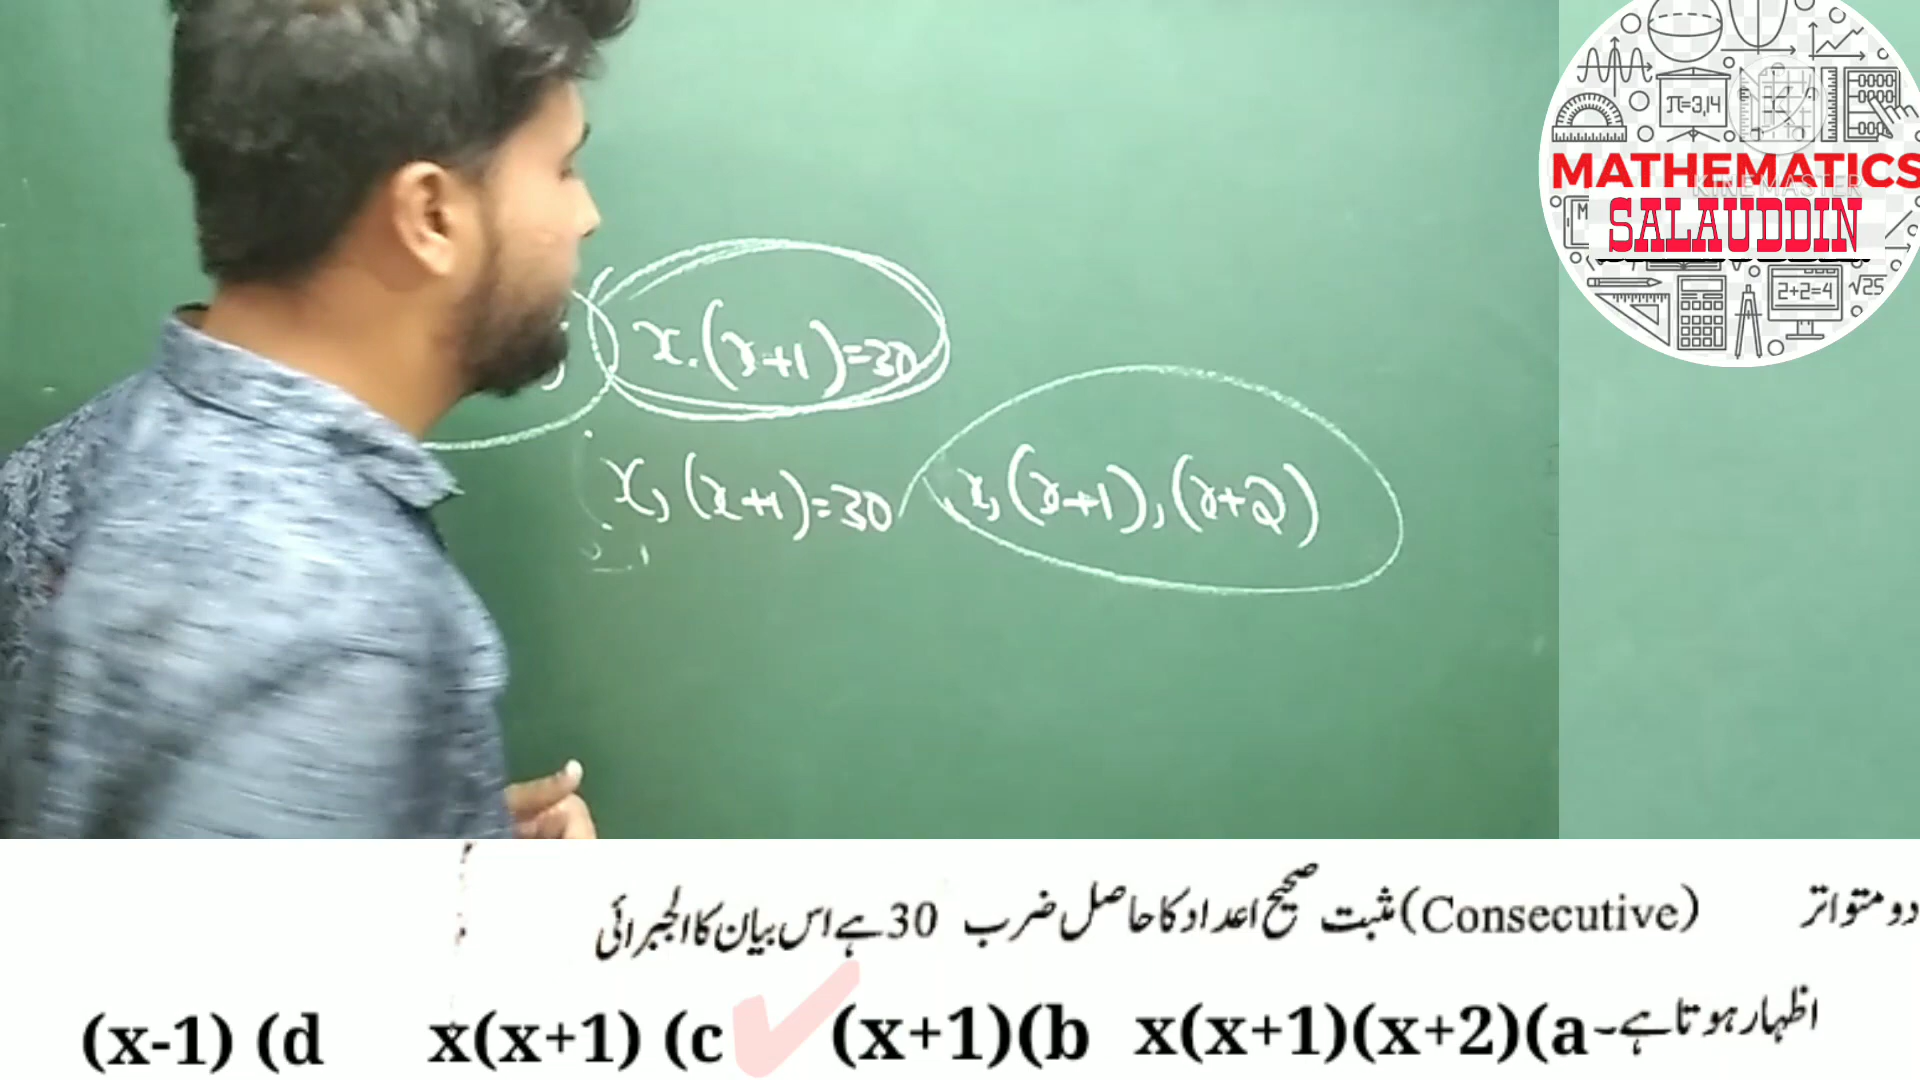 π=3,14
MATHEMATICS
KINEMASTER
SALAUDDIN
2+2=4
√25
x.(x+1)=30
x, (x+1)=30
x, (x+1), (x+2)
دو متواتر (Consecutive) مثبت صحیح اعداد کا حاصل ضرب 30 ہے اس بیان کا الجبرائی
اظہار ہوتا ہے۔ x(x+1)(x+2)(a (x+1)(b x(x+1) (c (x-1) (d